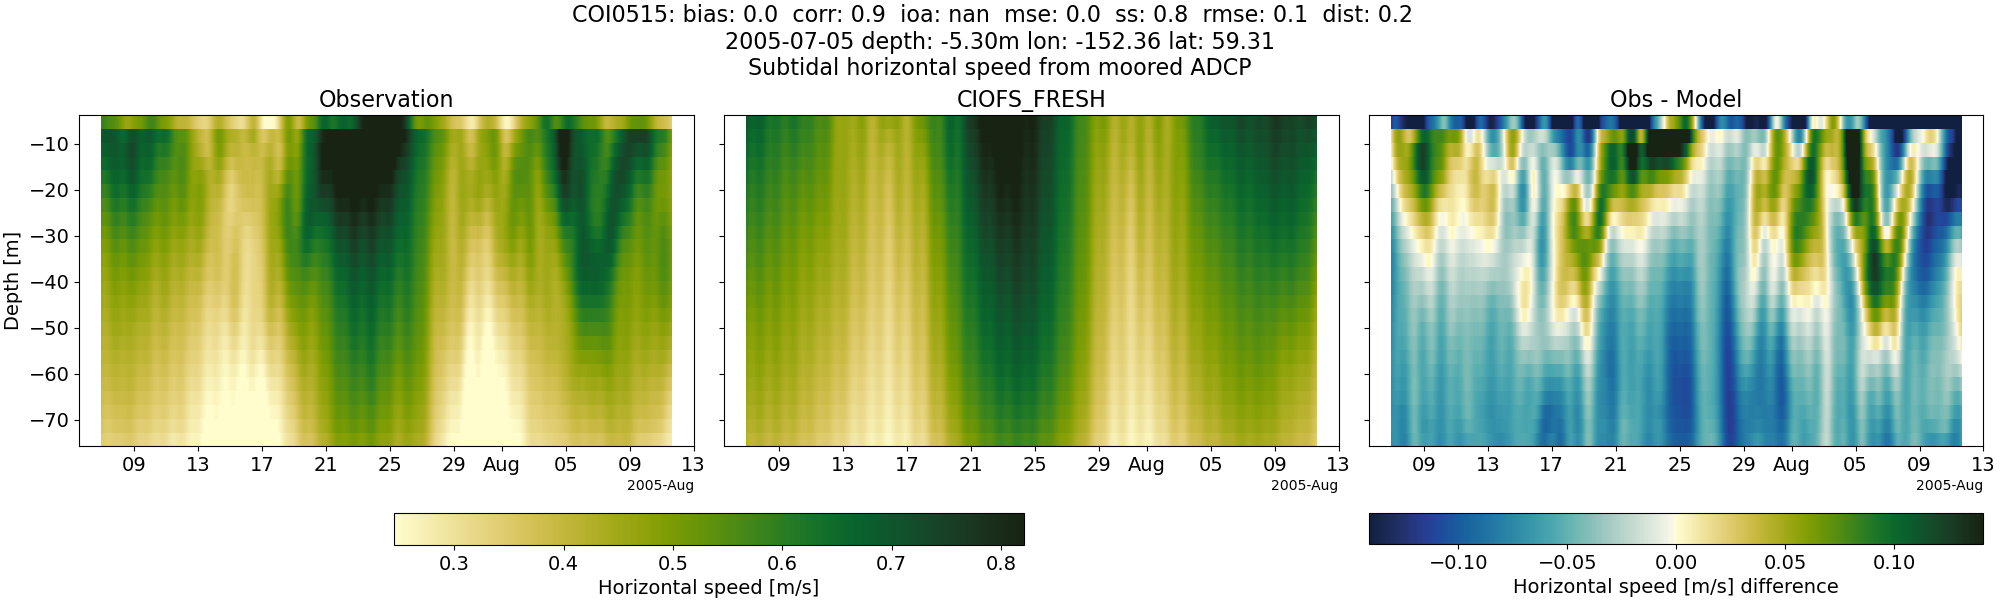 COI0515: bias: 0.0 corr: 0.9 ioa: nan mse: 0.0 ss: 0.8 rmse: 0.1 dist: 0.2
2005-07-05 depth: -5.30m lon: -152.36 lat: 59.31
Subtidal horizontal speed from moored ADCP
Observation
CIOFS_FRESH
Obs - Model
Depth [m]
−10
−20
−30
−40
−50
−60
−70
09 13 17 21 25 29 Aug 05 09 13
2005-Aug
09 13 17 21 25 29 Aug 05 09 13
2005-Aug
09 13 17 21 25 29 Aug 05 09 13
2005-Aug
0.3 0.4 0.5 0.6 0.7 0.8
Horizontal speed [m/s]
−0.10 −0.05 0.00 0.05 0.10
Horizontal speed [m/s] difference